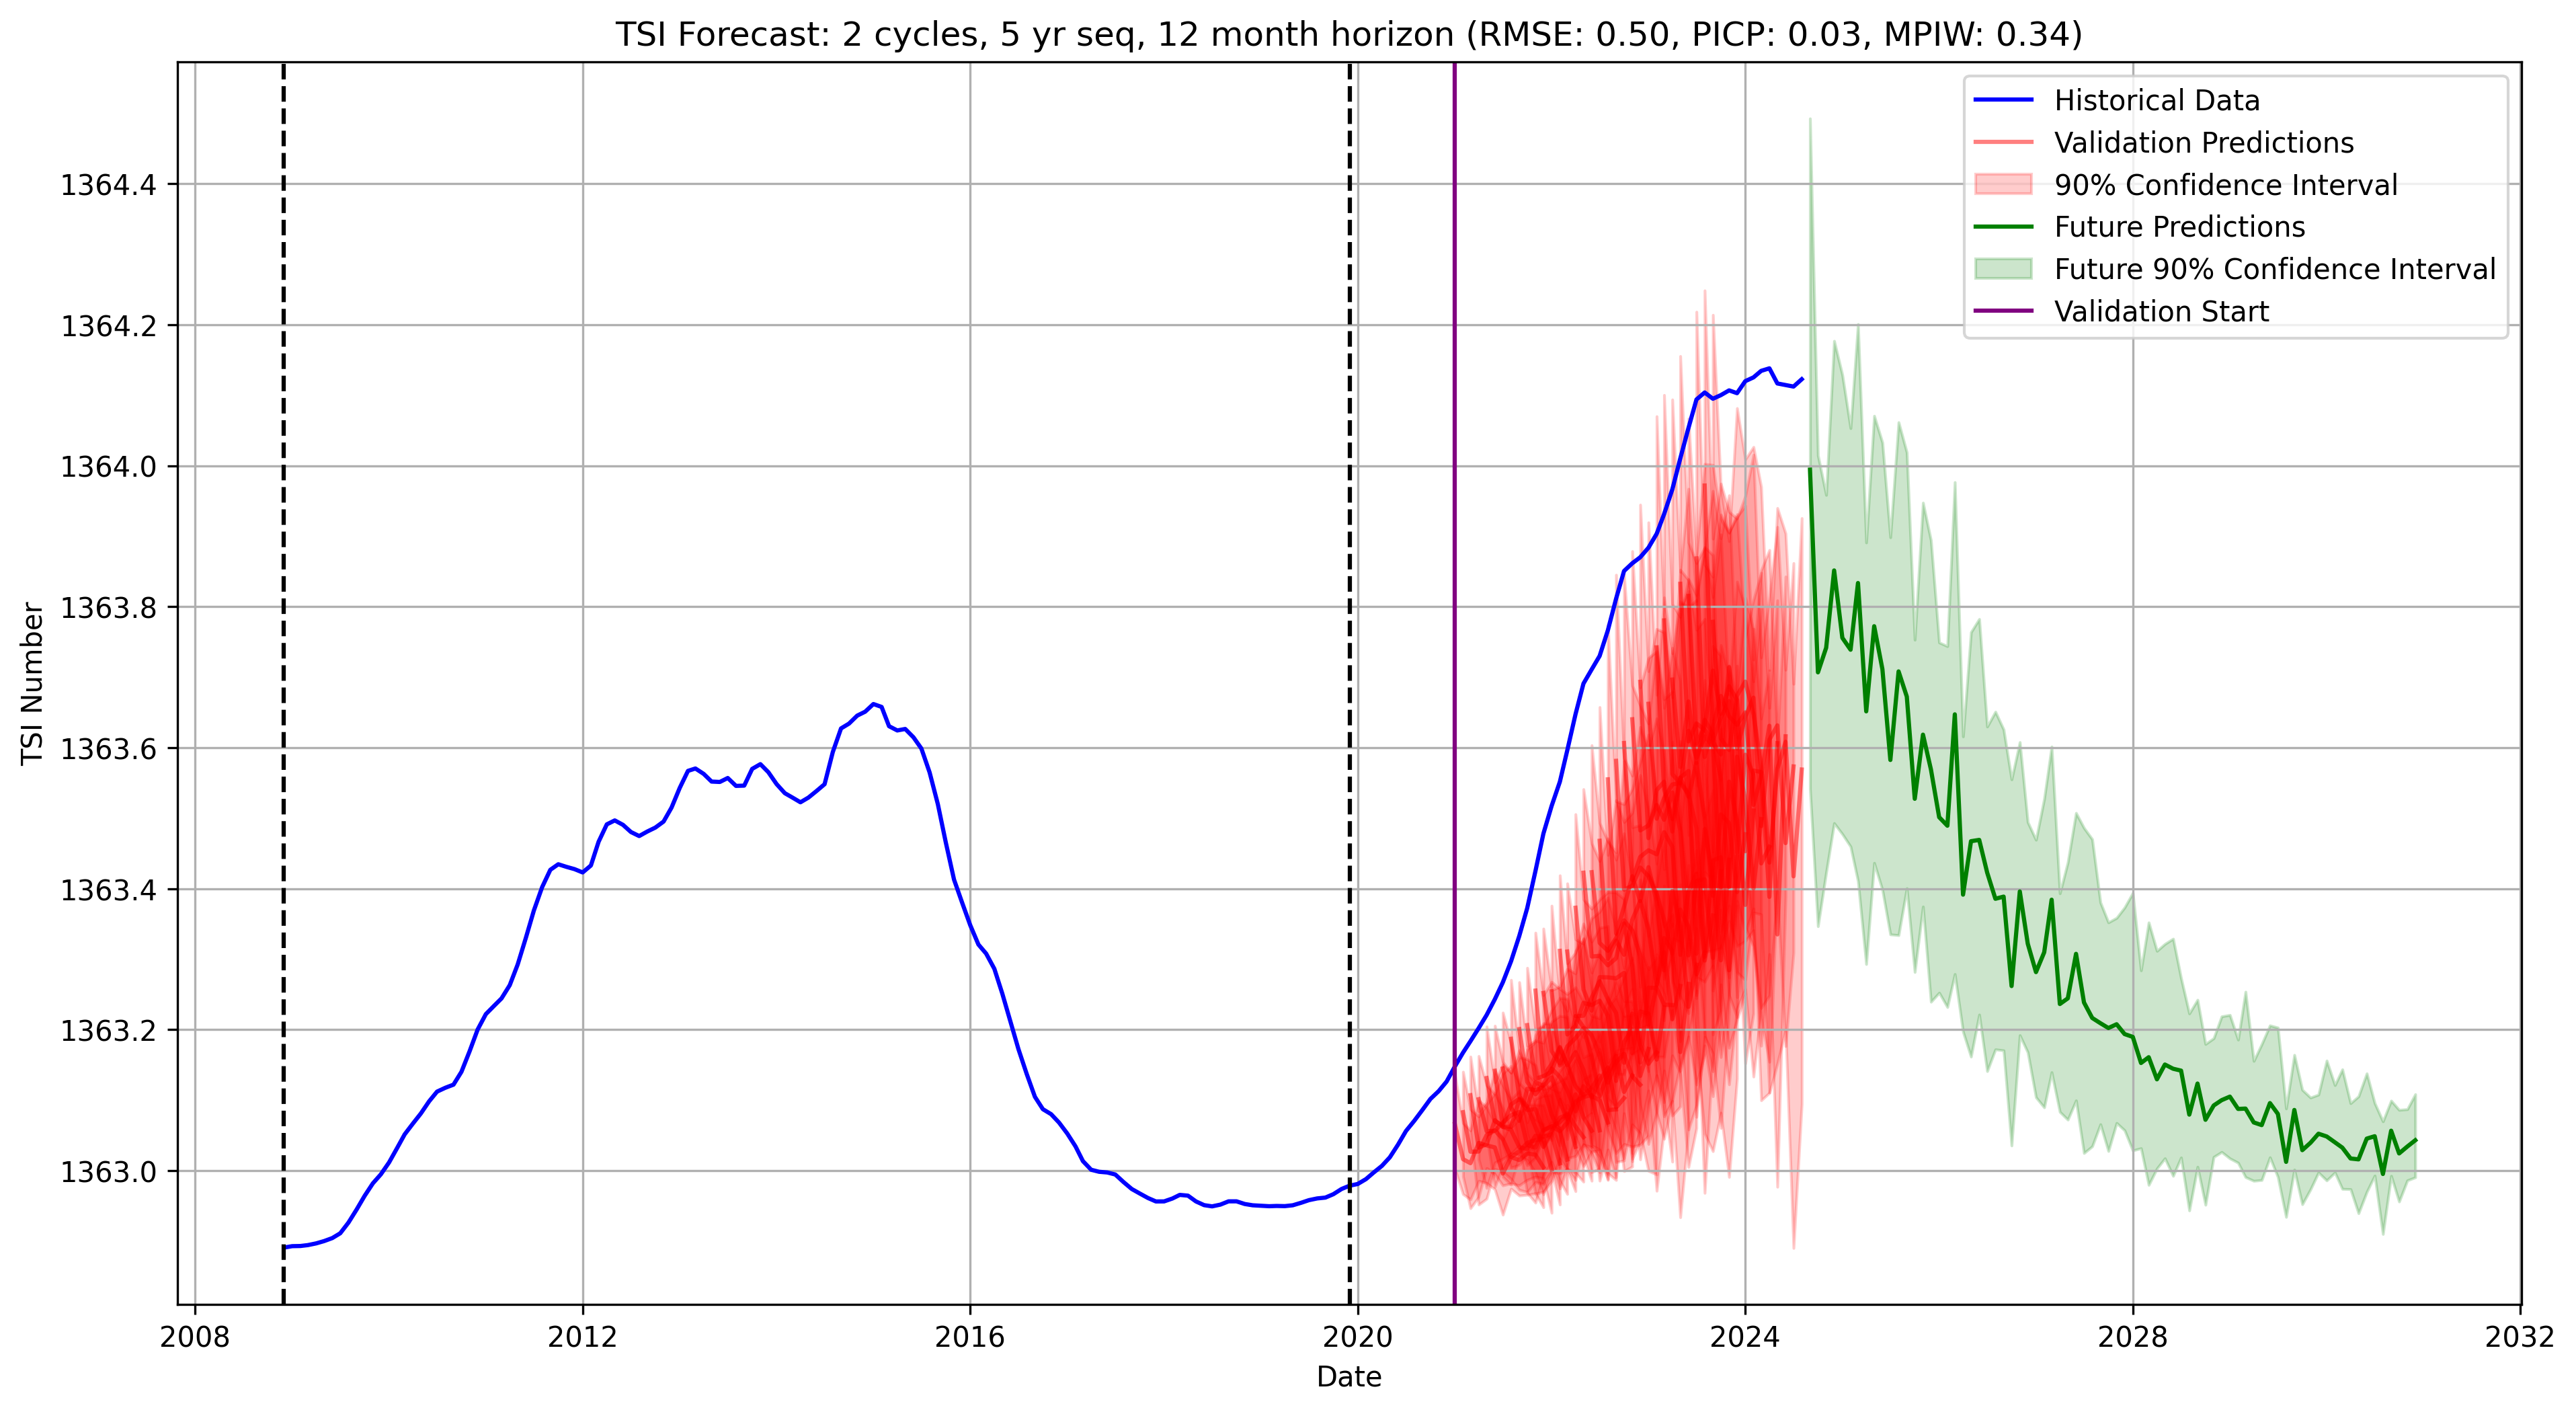 TSI Forecast: 2 cycles, 5 yr seq, 12 month horizon (RMSE: 0.50, PICP: 0.03, MPIW: 0.34)
Historical Data
Validation Predictions
90% Confidence Interval
Future Predictions
Future 90% Confidence Interval
Validation Start
TSI Number
1364.4
1364.2
1364.0
1363.8
1363.6
1363.4
1363.2
1363.0
2008
2012
2016
2020
2024
2028
2032
Date